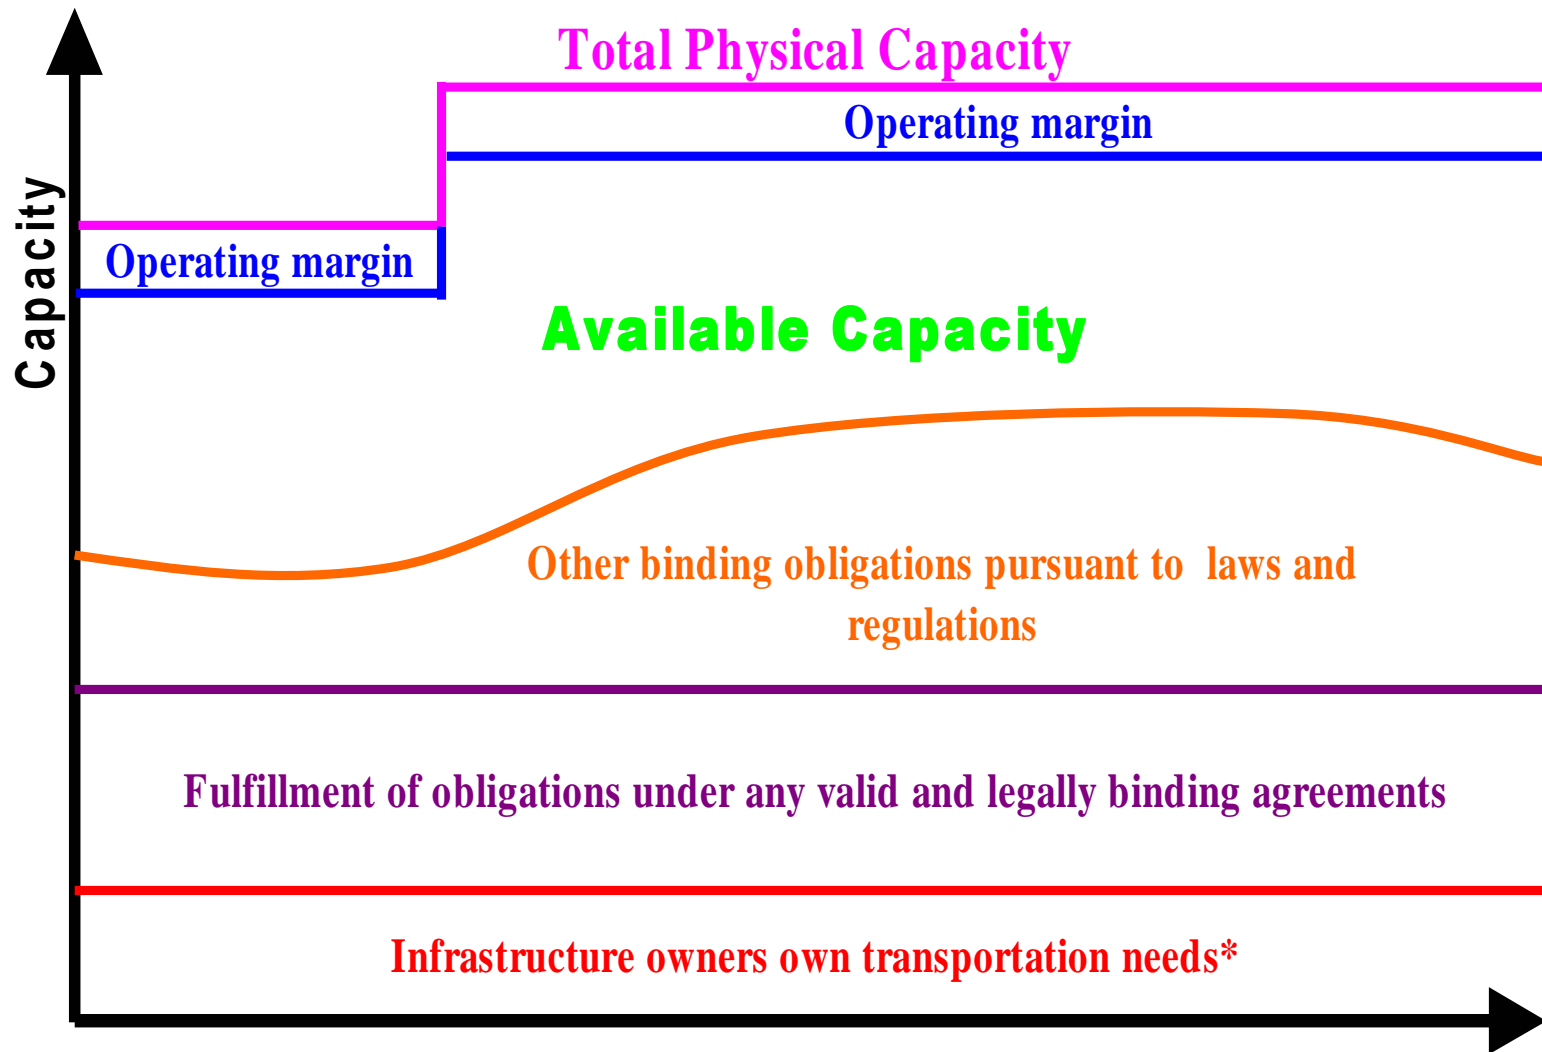 Total Physical Capacity
Operating margin
Capacity
Operating margin
Available Capacity
Other binding obligations pursuant to laws and
regulations
Fulfillment of obligations under any valid and legally binding agreements
Infrastructure owners own transportation needs*